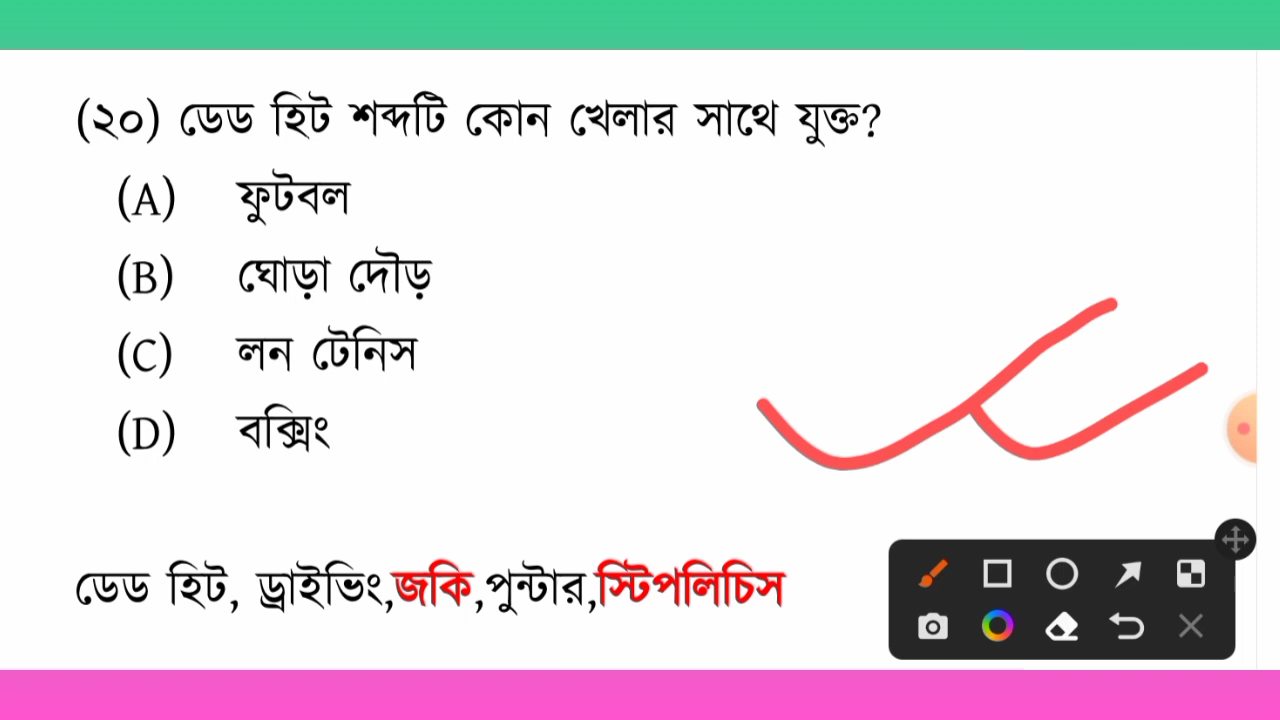 (২০) ডেড হিট শব্দটি কোন খেলার সাথে যুক্ত?
(A) ফুটবল
(B) ঘোড়া দৌড়
(C) লন টেনিস
(D) বক্সিং
ডেড হিট, ড্রাইভিং,জকি,পুন্টার,স্টিপলিচিস